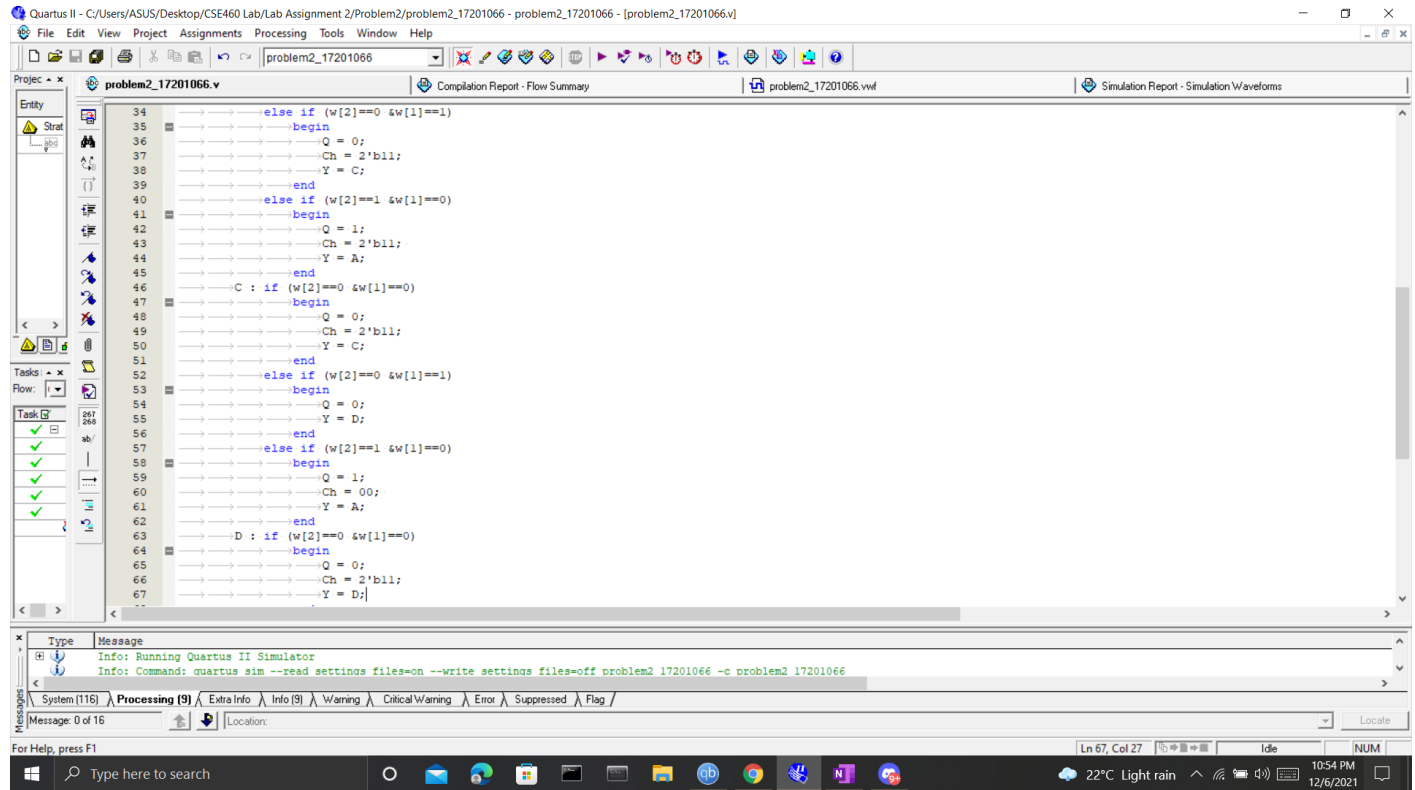 Quartus II - C:/Users/ASUS/Desktop/CSE460 Lab/Lab Assignment 2/Problem2/problem2_17201066 - problem2_17201066 - [problem2_17201066.v]
File Edit View Project Assignments Processing Tools Window Help
problem2_17201066
Projec
problem2_17201066.v
Compilation Report - Flow Summary
problem2_17201066.vwf
Simulation Report - Simulation Waveforms
Entity
Strat
34 else if (w[2]==0 &w[1]==1)
35 begin
36 Q = 0;
37 Ch = 2'b11;
38 Y = C;
39 end
40 else if (w[2]==1 &w[1]==0)
41 begin
42 Q = 1;
43 Ch = 2'b11;
44 Y = A;
45 end
46 C : if (w[2]==0 &w[1]==0)
47 begin
48 Q = 0;
49 Ch = 2'b11;
50 Y = C;
51 end
52 else if (w[2]==0 &w[1]==1)
53 begin
54 Q = 0;
55 Y = D;
56 end
57 else if (w[2]==1 &w[1]==0)
58 begin
59 Q = 1;
60 Ch = 00;
61 Y = A;
62 end
63 D : if (w[2]==0 &w[1]==0)
64 begin
65 Q = 0;
66 Ch = 2'b11;
67 Y = D;
Tasks
Flow:
Task
267
268
ab/
Type Message
Info: Running Quartus II Simulator
Info: Command: quartus_sim --read_settings_files=on --write_settings_files=off problem2_17201066 -c problem2_17201066
System (116) Processing (9) Extra Info Info (9) Warning Critical Warning Error Suppressed Flag
Messages
Message: 0 of 16
Location:
Locate
For Help, press F1
Ln 67, Col 27
Idle
NUM
Type here to search
22°C Light rain
10:54 PM
12/6/2021